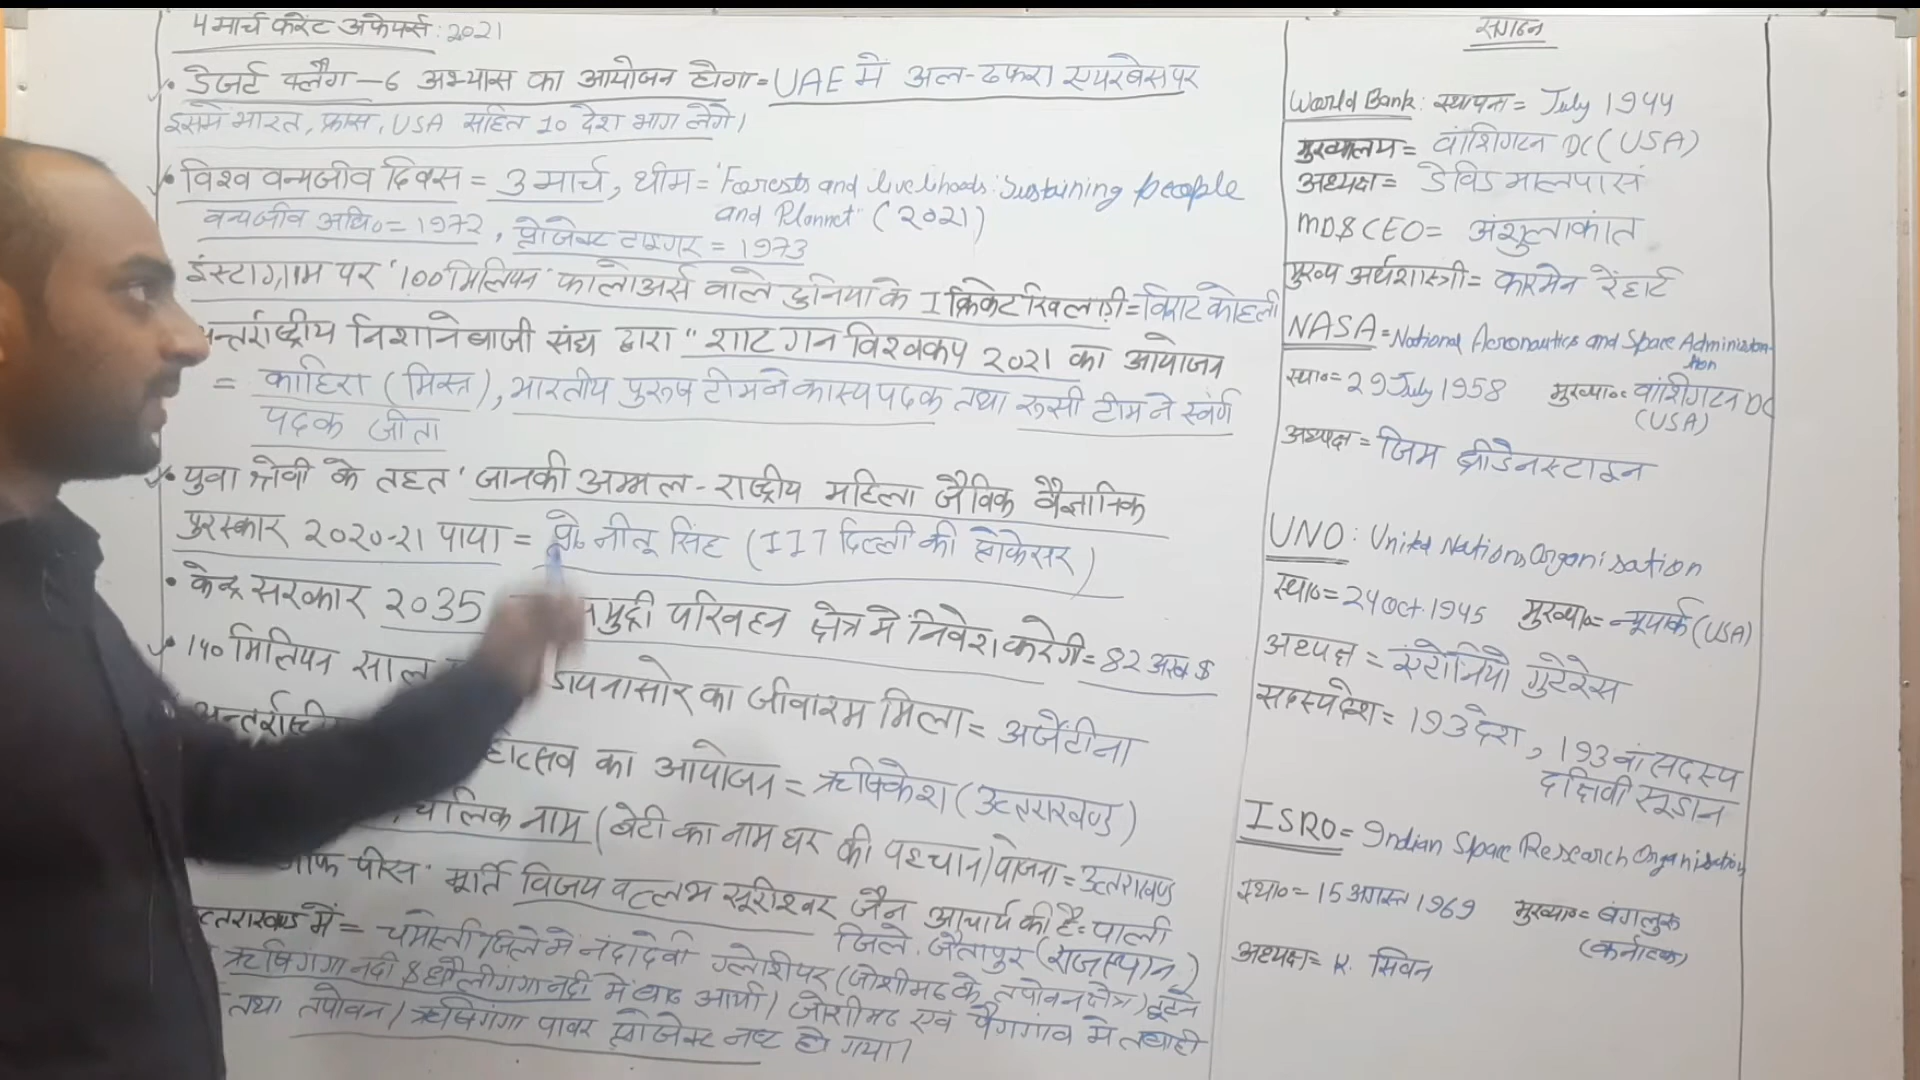 4 मार्च करेंट अफेयर्स: 2021
डेजर्ट फ्लैग-6 अभ्यास का आयोजन होगा = UAE में अल-दफरा एयरबेस पर
इसमें भारत, फ्रांस, USA सहित 10 देश भाग लेंगे।
विश्व वन्यजीव दिवस = 3 मार्च, थीम = "Forests and livelihoods: Sustaining people
and Plannet" (2021)
वन्यजीव अधि० = 1972, प्रोजेक्ट टाइगर = 1973
इंस्टाग्राम पर '100 मिलियन' फालोअर्स वाले दुनिया के I क्रिकेट खिलाड़ी = विराट कोहली
अन्तर्राष्ट्रीय निशानेबाजी संघ द्वारा "शाट गन विश्वकप 2021 का आयोजन
= काहिरा (मिस्त्र), भारतीय पुरुष टीम ने कास्य पदक तथा रूसी टीम ने स्वर्ण
पदक जीता
युवा श्रेणी के तहत 'जानकी अम्मल - राष्ट्रीय महिला जैविक वैज्ञानिक
पुरस्कार 2020-21 पाया = प्रो० नीतू सिंह (IIT दिल्ली की प्रोफेसर)
केन्द्र सरकार 2035 समुद्री परिवहन क्षेत्र मे निवेश करेगी = 82 अरब $
140 मिलियन साल डायनासोर का जीवाश्म मिला = अर्जेंटीना
अन्तर्राष्ट्रीय महोत्सव का आयोजन = ऋषिकेश (उत्तराखण्ड)
नाम (बेटी का नाम घर की पहचान) योजना = उत्तराखण्ड
ऑफ पीस' मूर्ति विजय वल्लभ सूरीश्वर जैन आचार्य की है = पाली
जिले. जैतापुर (राजस्थान)
उत्तराखण्ड में = चमोली जिले में नंदादेवी ग्लेशियर (जोशीमठ के तपोवन क्षेत्र) टूटने
ऋषिगंगा नदी & धौलीगंगा नदी में बाढ आयी। जोशीमठ एवं पैंगगांव मे तबाही
तथा तपोवन / ऋषिगंगा पावर प्रोजेक्ट नष्ट हो गया।
संगठन
World Bank: स्थापना = July 1944
मुख्यालय = वांशिगटन DC (USA)
अध्यक्ष = डेविड मालपास
MD&CEO = अंशुलाकांत
मुख्य अर्थशास्त्री = कारमेन रेंहार्ट
NASA = National Aeronautics and Space Administration
स्था० = 29 July 1958 मुख्या० = वांशिगटन DC
(USA)
अध्यक्ष = जिम ब्रीडेनस्टाइन
UNO: United Nations Organisation
स्था० = 24 Oct. 1945 मुख्या० = न्यूयार्क (USA)
अध्यक्ष = एंटोनियो गुटेरेस
सदस्य देश = 193 देश, 193 वां सदस्य
दक्षिणी सूडान
ISRO = Indian Space Research Organisation
स्था० = 15 अगस्त 1969 मुख्या० = बंगलुरू
(कर्नाटक)
अध्यक्ष = K. सिवन